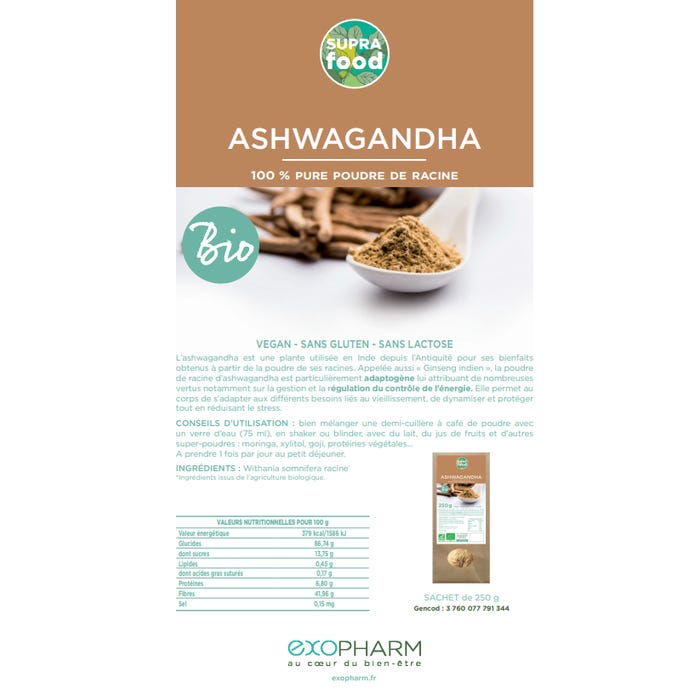 SUPRA
food
ASHWAGANDHA
100 % PURE POUDRE DE RACINE
Bio
VEGAN - SANS GLUTEN - SANS LACTOSE
L'ashwagandha est une plante utilisée en Inde depuis l'Antiquité pour ses bienfaits
obtenus à partir de la poudre de ses racines. Appelée aussi « Ginseng indien », la poudre
de racine d'ashwagandha est particulièrement adaptogène lui attribuant de nombreuses
vertus notamment sur la gestion et la régulation du contrôle de l'énergie. Elle permet au
corps de s'adapter aux différents besoins liés au vieillissement, de dynamiser et protéger
tout en réduisant le stress.
CONSEILS D'UTILISATION : bien mélanger une demi-cuillère à café de poudre avec
un verre d'eau (75 ml), en shaker ou blinder, avec du lait, du jus de fruits et d'autres
super-poudres : moringa, xylitol, goji, protéines végétales...
A prendre 1 fois par jour au petit déjeuner.
INGRÉDIENTS : Withania somnifera racine*
*Ingrédients issus de l'agriculture biologique.
VALEURS NUTRITIONNELLES POUR 100 g
Valeur énergétique 379 kcal/1586 kJ
Glucides 86,74 g
dont sucres 13,75 g
Lipides 0,45 g
dont acides gras saturés 0,17 g
Protéines 6,80 g
Fibres 41,96 g
Sel 0,15 mg
SUPRA
food
ASHWAGANDHA
250g
SACHET de 250 g
Gencod : 3 760 077 791 344
exOPHARM
au cœur du bien-être
exopharm.fr